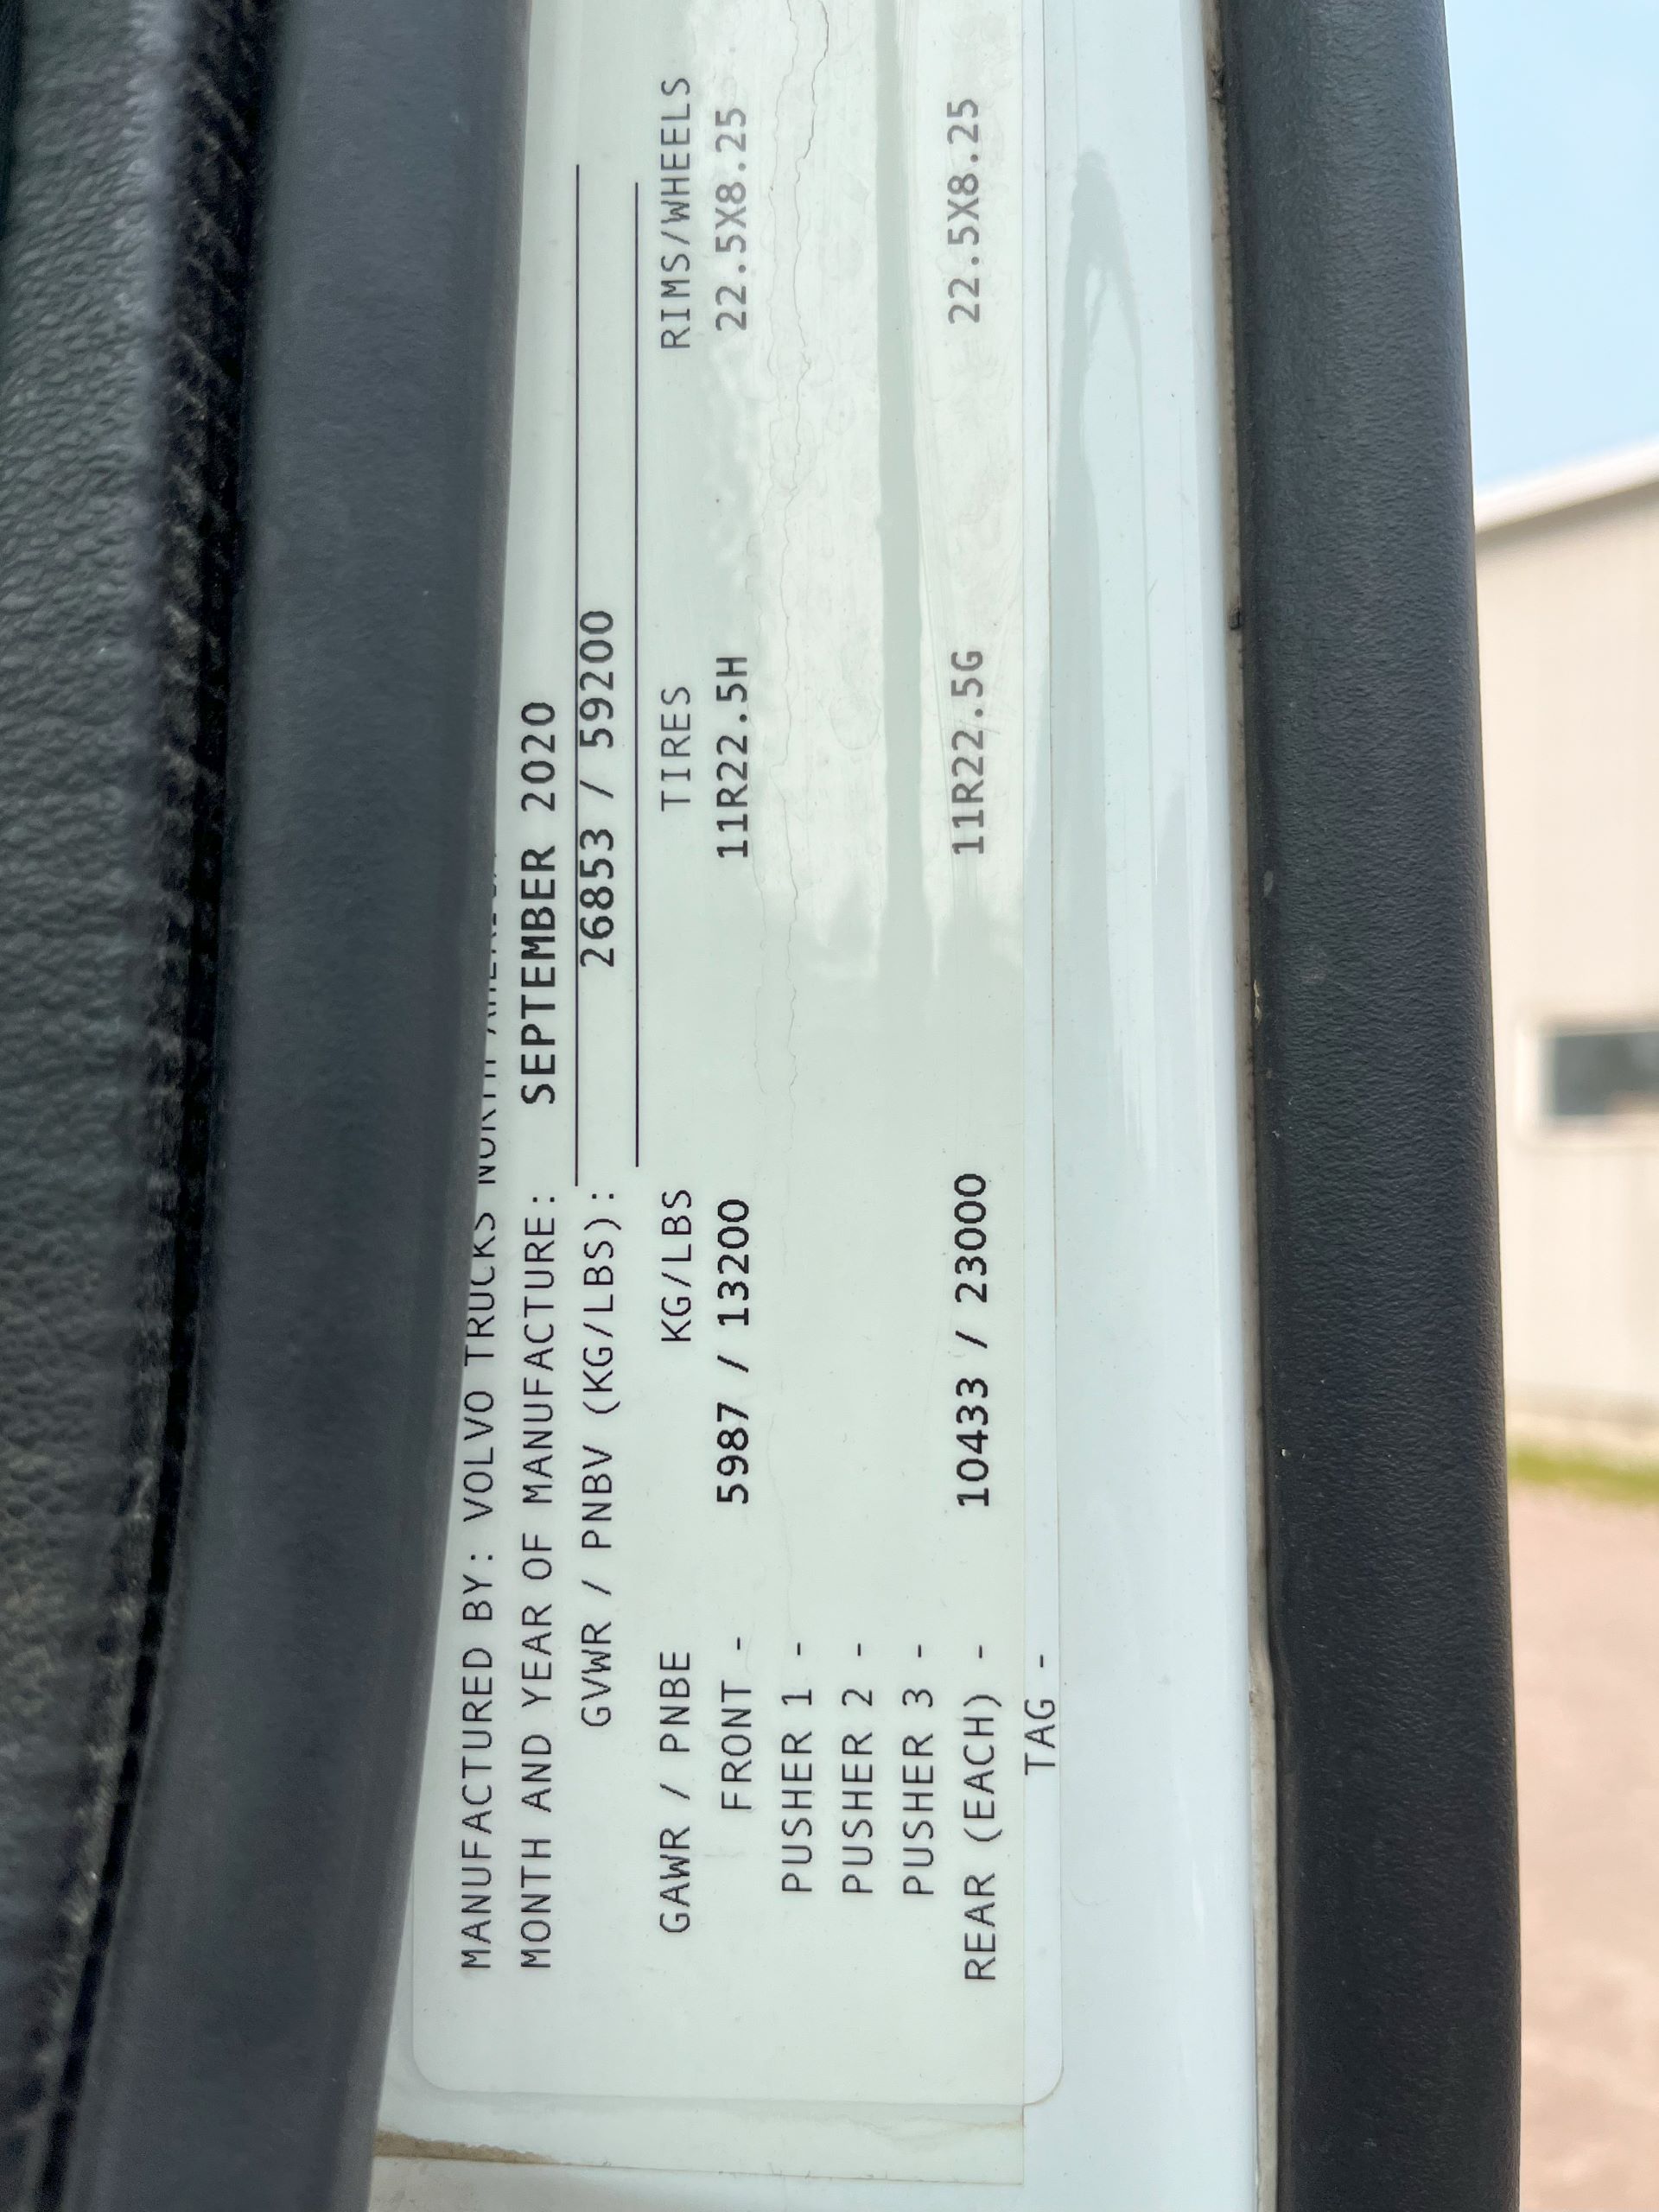 MANUFACTURED BY: VOLVO TRUCKS NORTH AMERICA
MONTH AND YEAR OF MANUFACTURE: SEPTEMBER 2020
GVWR / PNBV (KG/LBS): 26853 / 59200
GAWR / PNBE KG/LBS TIRES RIMS/WHEELS
FRONT - 5987 / 13200 11R22.5H 22.5X8.25
PUSHER 1 -
PUSHER 2 -
PUSHER 3 -
REAR (EACH) - 10433 / 23000 11R22.5G 22.5X8.25
TAG -